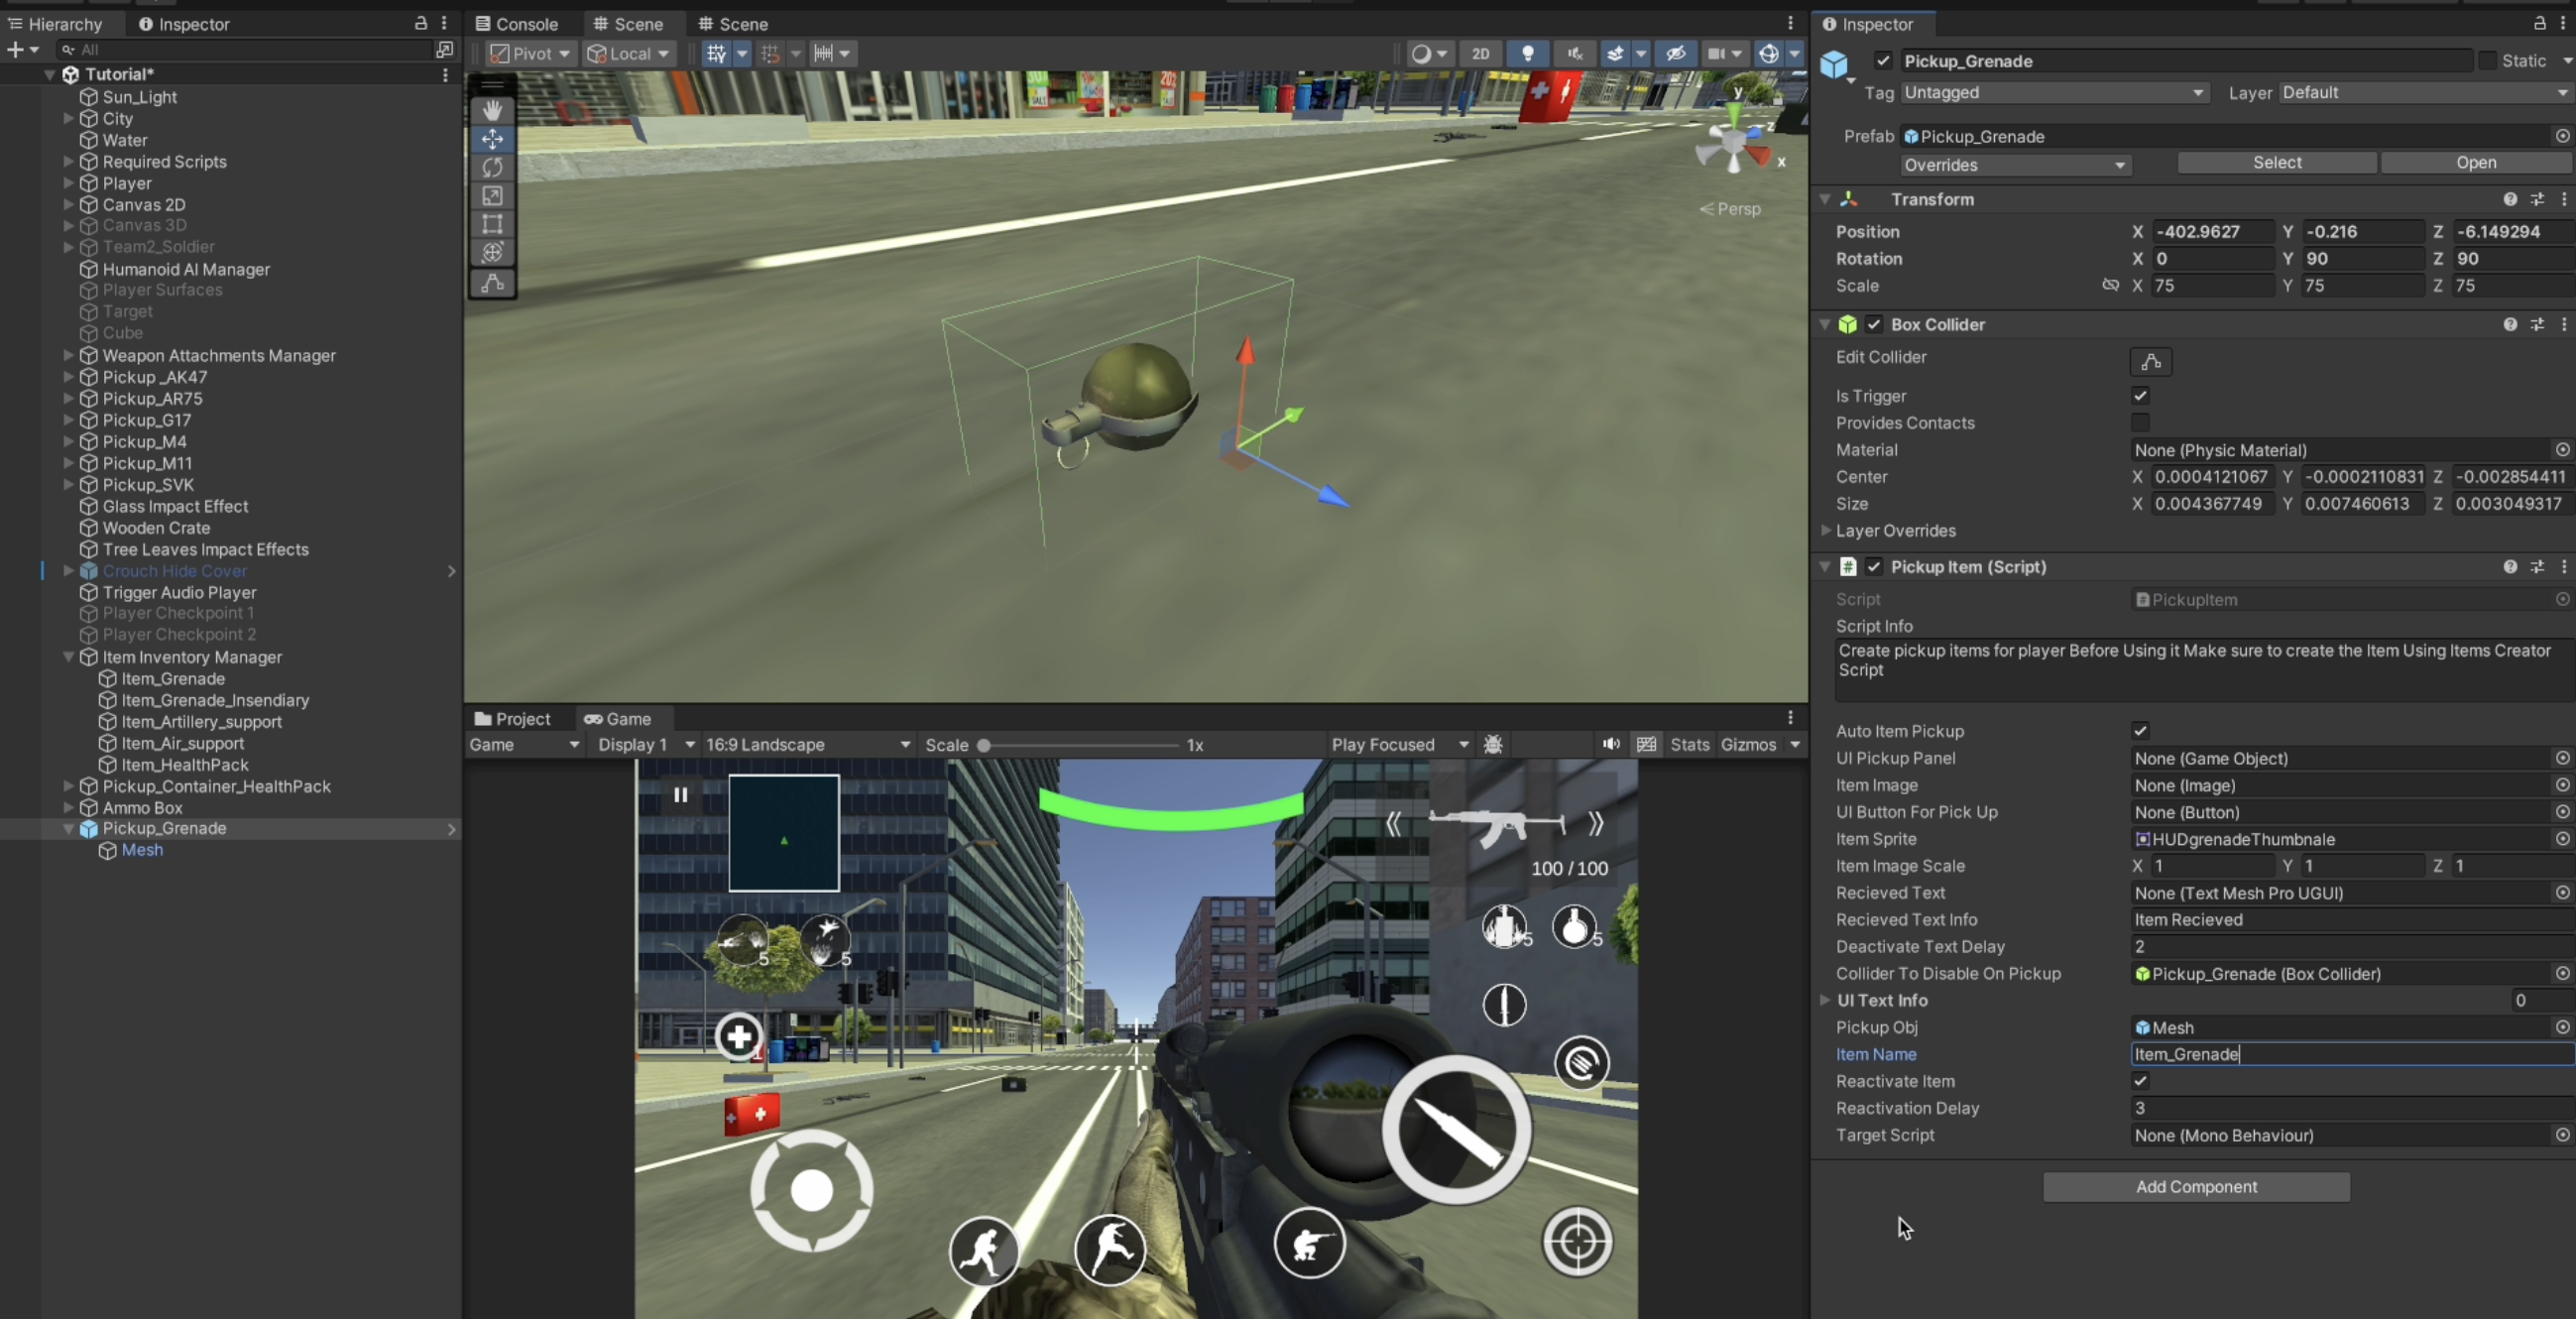 Hierarchy
Inspector
All
Tutorial*
Sun_Light
City
Water
Required Scripts
Player
Canvas 2D
Canvas 3D
Team2_Soldier
Humanoid AI Manager
Player Surfaces
Target
Cube
Weapon Attachments Manager
Pickup _AK47
Pickup_AR75
Pickup_G17
Pickup_M4
Pickup_M11
Pickup_SVK
Glass Impact Effect
Wooden Crate
Tree Leaves Impact Effects
Crouch Hide Cover
Trigger Audio Player
Player Checkpoint 1
Player Checkpoint 2
Item Inventory Manager
Item_Grenade
Item_Grenade_Insendiary
Item_Artillery_support
Item_Air_support
Item_HealthPack
Pickup_Container_HealthPack
Ammo Box
Pickup_Grenade
Mesh
Console
Scene
Scene
Pivot
Local
2D
SALE
y
z
x
Persp
Project
Game
Game
Display 1
16:9 Landscape
Scale
1x
Play Focused
Stats
Gizmos
100 / 100
5
5
5
5
1
Inspector
Pickup_Grenade
Static
Tag Untagged
Layer Default
Prefab Pickup_Grenade
Overrides
Select
Open
Transform
Position X -402.9627 Y -0.216 Z -6.149294
Rotation X 0 Y 90 Z 90
Scale X 75 Y 75 Z 75
Box Collider
Edit Collider
Is Trigger
Provides Contacts
Material None (Physic Material)
Center X 0.0004121067 Y -0.0002110831 Z -0.002854411
Size X 0.004367749 Y 0.007460613 Z 0.003049317
Layer Overrides
Pickup Item (Script)
Script PickupItem
Script Info
Create pickup items for player Before Using it Make sure to create the Item Using Items Creator
Script
Auto Item Pickup
UI Pickup Panel None (Game Object)
Item Image None (Image)
UI Button For Pick Up None (Button)
Item Sprite HUDgrenadeThumbnale
Item Image Scale X 1 Y 1 Z 1
Recieved Text None (Text Mesh Pro UGUI)
Recieved Text Info Item Recieved
Deactivate Text Delay 2
Collider To Disable On Pickup Pickup_Grenade (Box Collider)
UI Text Info 0
Pickup Obj Mesh
Item Name Item_Grenade
Reactivate Item
Reactivation Delay 3
Target Script None (Mono Behaviour)
Add Component